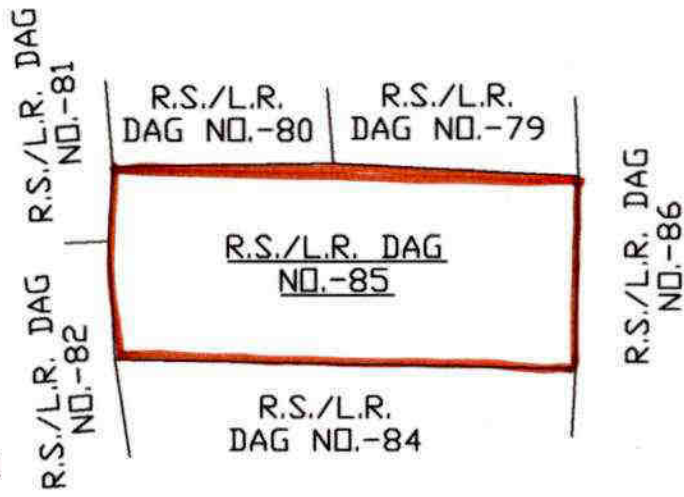 R.S./L.R. DAG
NO.-81
R.S./L.R.
DAG NO.-80
R.S./L.R.
DAG NO.-79
R.S./L.R. DAG
NO.-86
R.S./L.R. DAG
NO.-85
R.S./L.R. DAG
NO.-82
R.S./L.R.
DAG NO.-84